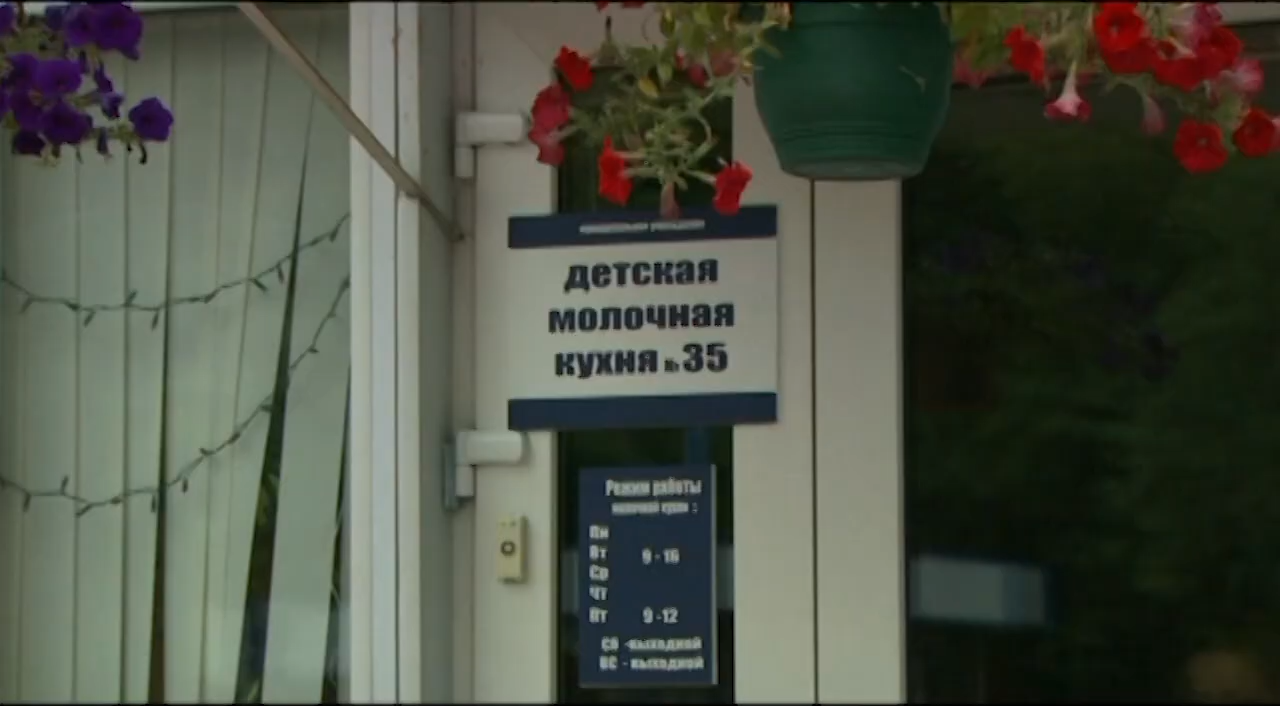 детская
молочная
кухня № 35
Режим работы
молочной кухни :
Пн
Вт 9 - 16
Ср
Чт
Пт 9 -12
Сб -выходной
ВС - выходной